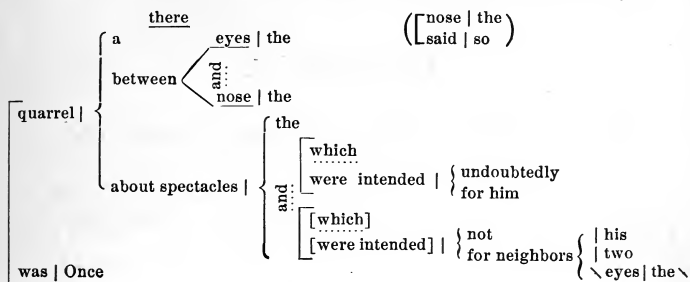 there
a eyes | the ([nose | the
said | so)
between and
nose | the
quarrel |
the
which
about spectacles | were intended | undoubtedly
for him
and
[which]
[were intended] | not
for neighbors | his
| two
was | Once \ eyes | the \